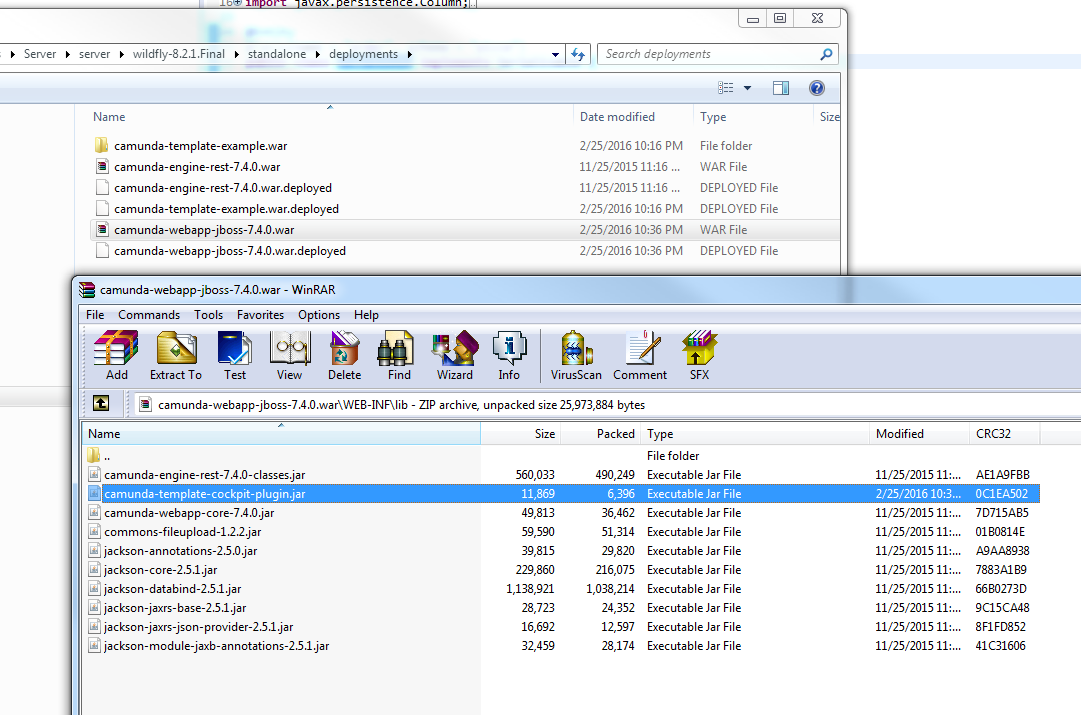 16 import javax.persistence.Column;
Server server wildfly-8.2.1.Final standalone deployments Search deployments
Name Date modified Type Size
camunda-template-example.war 2/25/2016 10:16 PM File folder
camunda-engine-rest-7.4.0.war 11/25/2015 11:16 ... WAR File
camunda-engine-rest-7.4.0.war.deployed 11/25/2015 11:16 ... DEPLOYED File
camunda-template-example.war.deployed 2/25/2016 10:16 PM DEPLOYED File
camunda-webapp-jboss-7.4.0.war 2/25/2016 10:36 PM WAR File
camunda-webapp-jboss-7.4.0.war.deployed 2/25/2016 10:36 PM DEPLOYED File
camunda-webapp-jboss-7.4.0.war - WinRAR
File Commands Tools Favorites Options Help
Add Extract To Test View Delete Find Wizard Info VirusScan Comment SFX
camunda-webapp-jboss-7.4.0.war\WEB-INF\lib - ZIP archive, unpacked size 25,973,884 bytes
Name Size Packed Type Modified CRC32
.. File folder
camunda-engine-rest-7.4.0-classes.jar 560,033 490,249 Executable Jar File 11/25/2015 11:... AE1A9FBB
camunda-template-cockpit-plugin.jar 11,869 6,396 Executable Jar File 2/25/2016 10:3... 0C1EA502
camunda-webapp-core-7.4.0.jar 49,813 36,462 Executable Jar File 11/25/2015 11:... 7D715AB5
commons-fileupload-1.2.2.jar 59,590 51,314 Executable Jar File 11/25/2015 11:... 01B0814E
jackson-annotations-2.5.0.jar 39,815 29,820 Executable Jar File 11/25/2015 11:... A9AA8938
jackson-core-2.5.1.jar 229,860 216,075 Executable Jar File 11/25/2015 11:... 7883A1B9
jackson-databind-2.5.1.jar 1,138,921 1,038,214 Executable Jar File 11/25/2015 11:... 66B0273D
jackson-jaxrs-base-2.5.1.jar 28,723 24,352 Executable Jar File 11/25/2015 11:... 9C15CA48
jackson-jaxrs-json-provider-2.5.1.jar 16,692 12,597 Executable Jar File 11/25/2015 11:... 8F1FD852
jackson-module-jaxb-annotations-2.5.1.jar 32,459 28,174 Executable Jar File 11/25/2015 11:... 41C31606